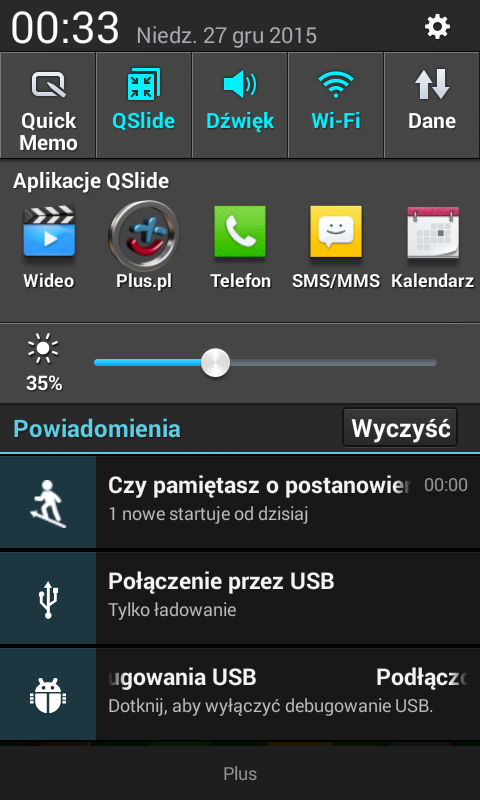 00:33 Niedz. 27 gru 2015
Quick Memo
QSlide
Dźwięk
Wi-Fi
Dane
Aplikacje QSlide
Wideo
Plus.pl
Telefon
SMS/MMS
Kalendarz
35%
Powiadomienia
Wyczyść
Czy pamiętasz o postanowien 00:00
1 nowe startuje od dzisiaj
Połączenie przez USB
Tylko ładowanie
ugowania USB Podłącz
Dotknij, aby wyłączyć debugowanie USB.
Plus